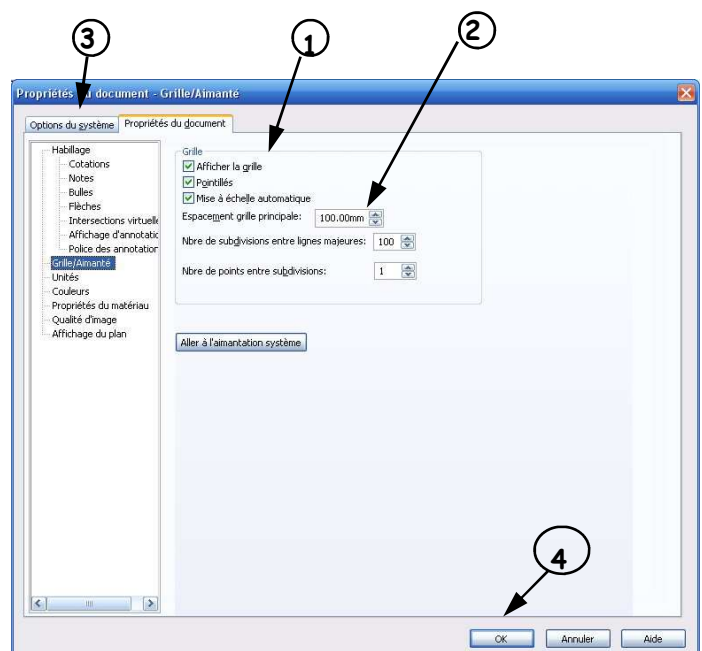 3
1
2
Propriétés du document - Grille/Aimanté
Options du système
Propriétés du document
Habillage
Cotations
Notes
Bulles
Flèches
Intersections virtuelle
Affichage d'annotatic
Police des annotation
Grille/Aimanté
Unités
Couleurs
Propriétés du matériau
Qualité d'image
Affichage du plan
Grille
Afficher la grille
Pointillés
Mise à échelle automatique
Espacement grille principale: 100.00mm
Nbre de subdivisions entre lignes majeures: 100
Nbre de points entre subdivisions: 1
Aller à l'aimantation système
4
OK Annuler Aide